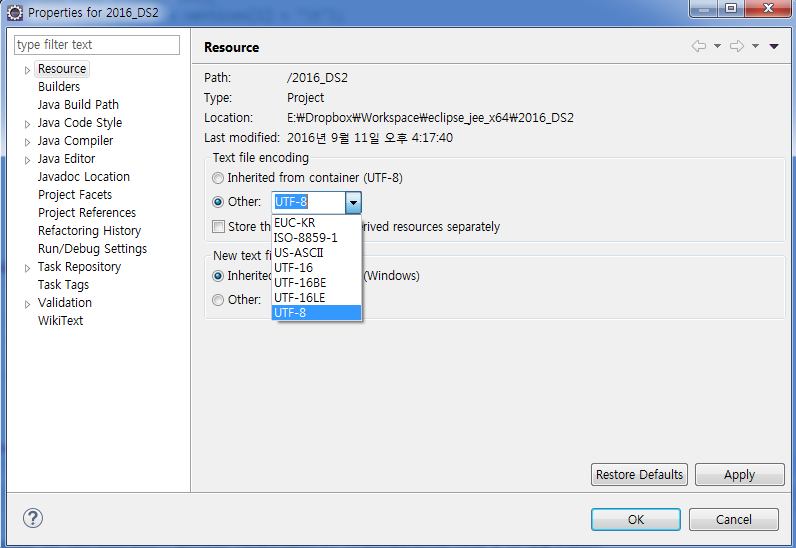 Properties for 2016_DS2
type filter text
Resource
Builders
Java Build Path
Java Code Style
Java Compiler
Java Editor
Javadoc Location
Project Facets
Project References
Refactoring History
Run/Debug Settings
Task Repository
Task Tags
Validation
WikiText
Resource
Path: /2016_DS2
Type: Project
Location: E:₩Dropbox₩Workspace₩eclipse_jee_x64₩2016_DS2
Last modified: 2016년 9월 11일 오후 4:17:40
Text file encoding
Inherited from container (UTF-8)
Other: UTF-8
EUC-KR
ISO-8859-1
US-ASCII
UTF-16
UTF-16BE
UTF-16LE
UTF-8
Store th rived resources separately
New text fi
Inherited (Windows)
Other:
Restore Defaults Apply
OK Cancel